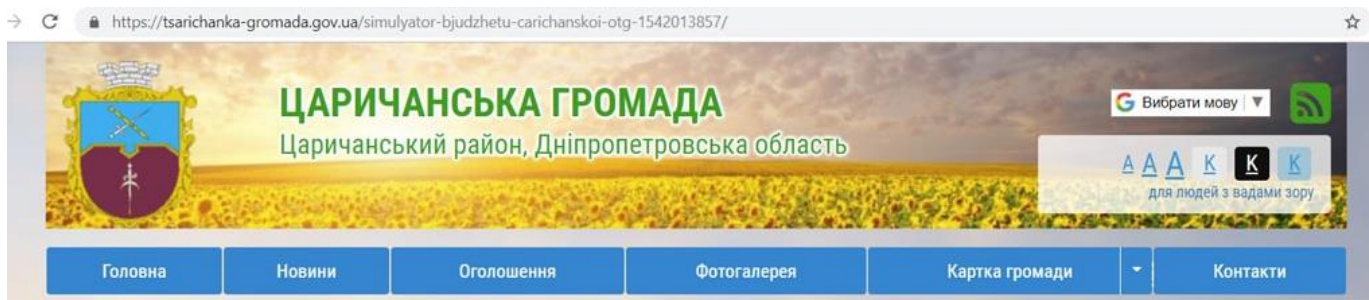 https://tsarichanka-gromada.gov.ua/simulyator-bjudzhetu-carichanskoi-otg-1542013857/
ЦАРИЧАНСЬКА ГРОМАДА
Царичанський район, Дніпропетровська область
G Вибрати мову ▼
A A A K K K
для людей з вадами зору
Головна Новини Оголошення Фотогалерея Картка громади Контакти